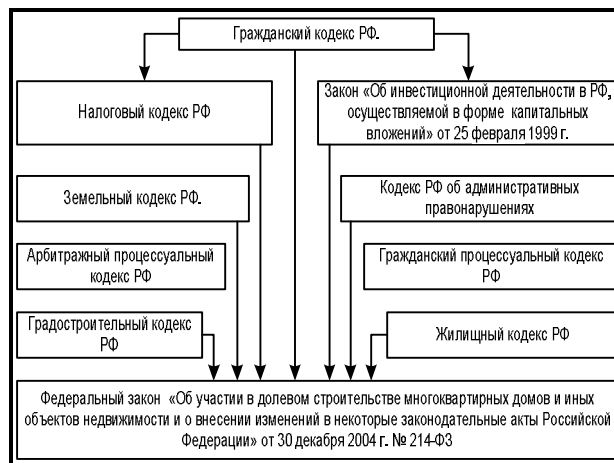 Гражданский кодекс РФ.
Налоговый кодекс РФ
Закон «Об инвестиционной деятельности в РФ,
осуществляемой в форме капитальных
вложений» от 25 февраля 1999 г.
Земельный кодекс РФ.
Кодекс РФ об административных
правонарушениях
Арбитражный процессуальный
кодекс РФ
Гражданский процессуальный кодекс
РФ
Градостроительный кодекс
РФ
Жилищный кодекс РФ
Федеральный закон «Об участии в долевом строительстве многоквартирных домов и иных
объектов недвижимости и о внесении изменений в некоторые законодательные акты Российской
Федерации» от 30 декабря 2004 г. № 214-ФЗ